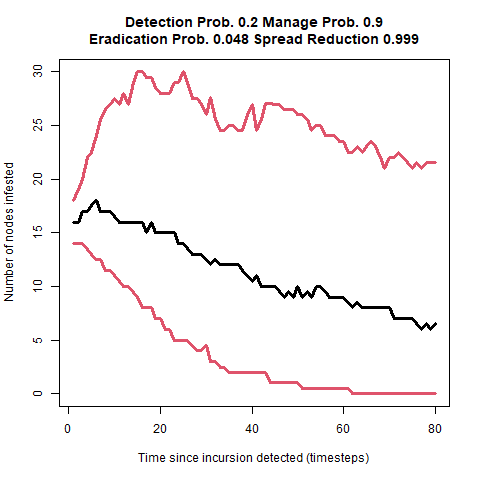 Detection Prob. 0.2 Manage Prob. 0.9
Eradication Prob. 0.048 Spread Reduction 0.999
Number of nodes infested
30
25
20
15
10
5
0
0 20 40 60 80
Time since incursion detected (timesteps)